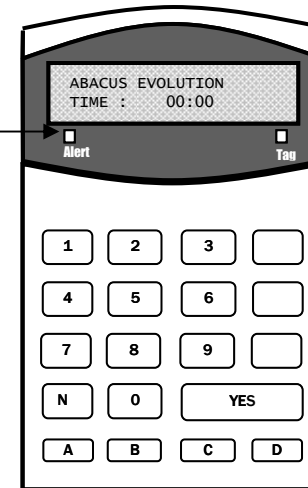 ABACUS EVOLUTION
TIME : 00:00
Alert Tag
1 2 3
4 5 6
7 8 9
N 0 YES
A B C D